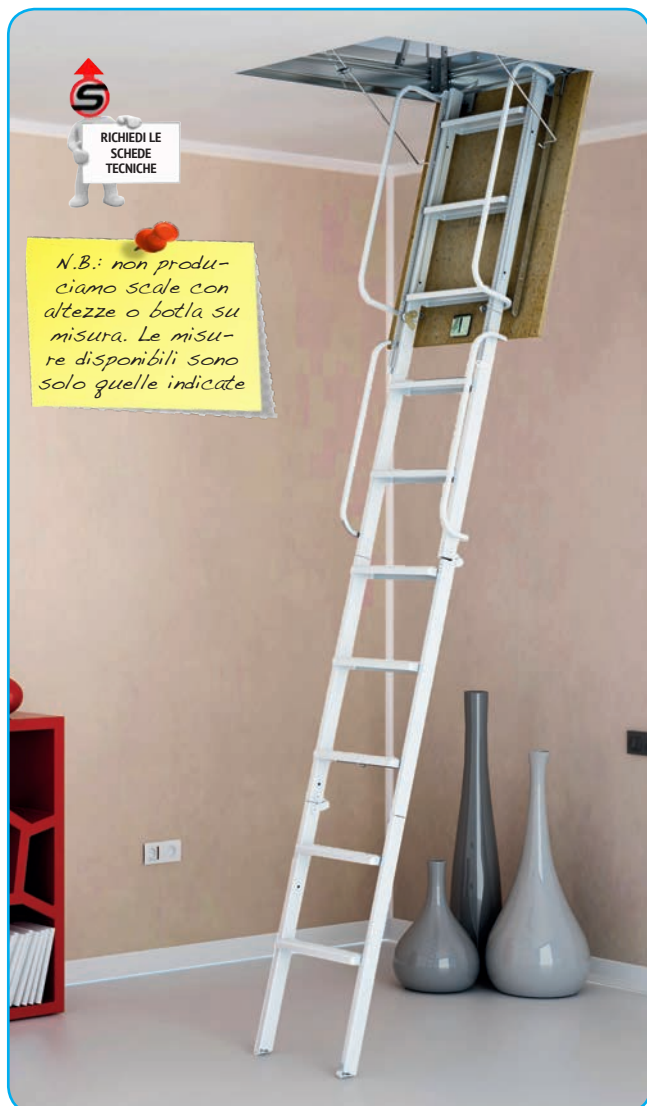 S
RICHIEDI LE
SCHEDE
TECNICHE
N.B.: non produ-
ciamo scale con
altezze o botla su
misura. Le misu-
re disponibili sono
solo quelle indicate